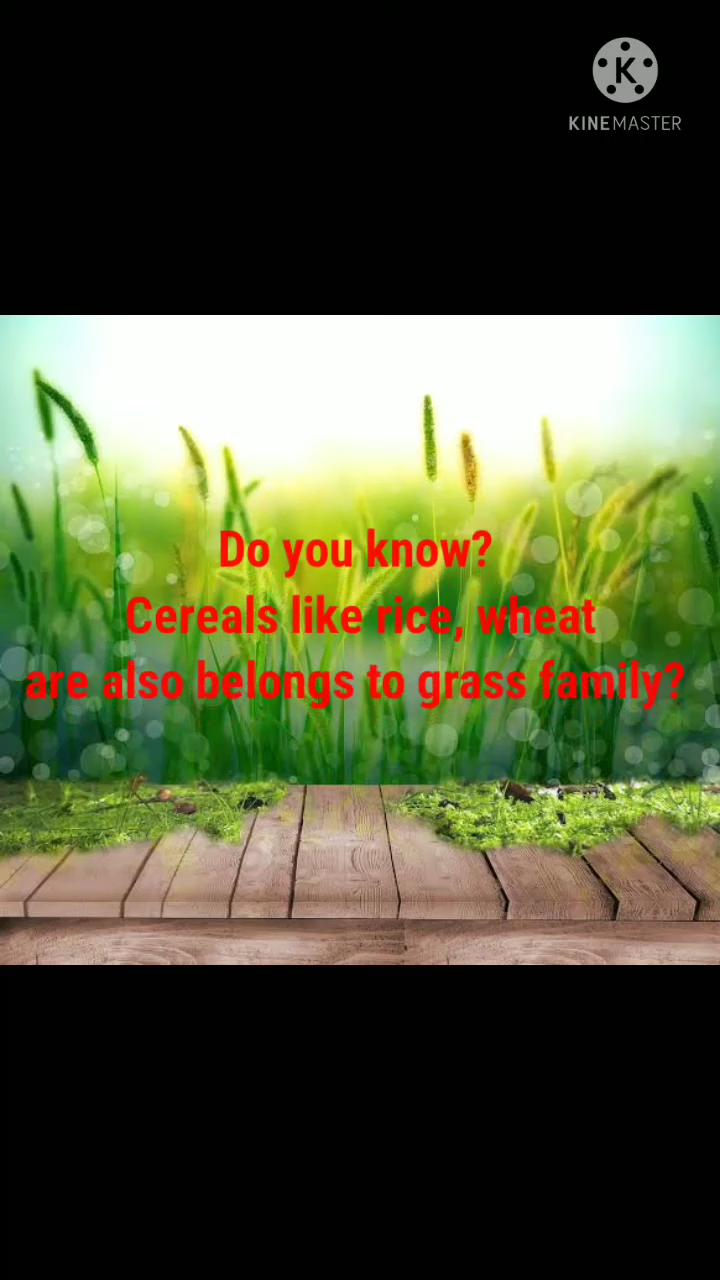 KINEMASTER
Do you know?
Cereals like rice, wheat
are also belongs to grass family?